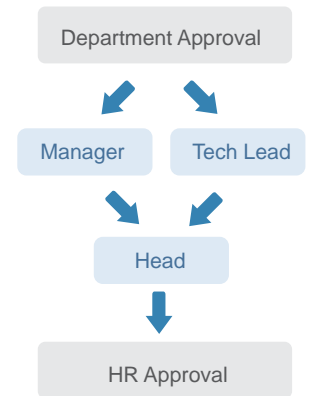 Department Approval
Manager
Tech Lead
Head
HR Approval